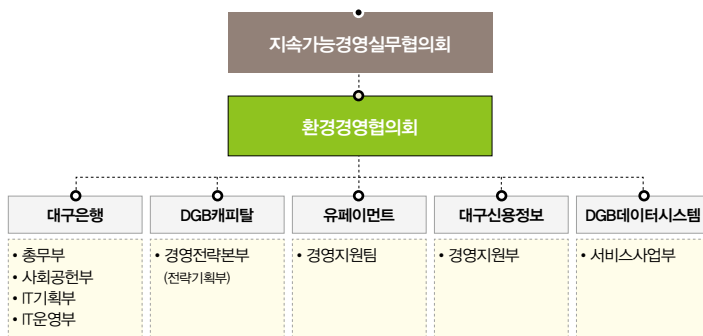 지속가능경영실무협의회
환경경영협의회
대구은행
DGB캐피탈
유페이먼트
대구신용정보
DGB데이터시스템
• 총무부
• 사회공헌부
• IT기획부
• IT운영부
• 경영전략본부
(전략기획부)
• 경영지원팀
• 경영지원부
• 서비스사업부